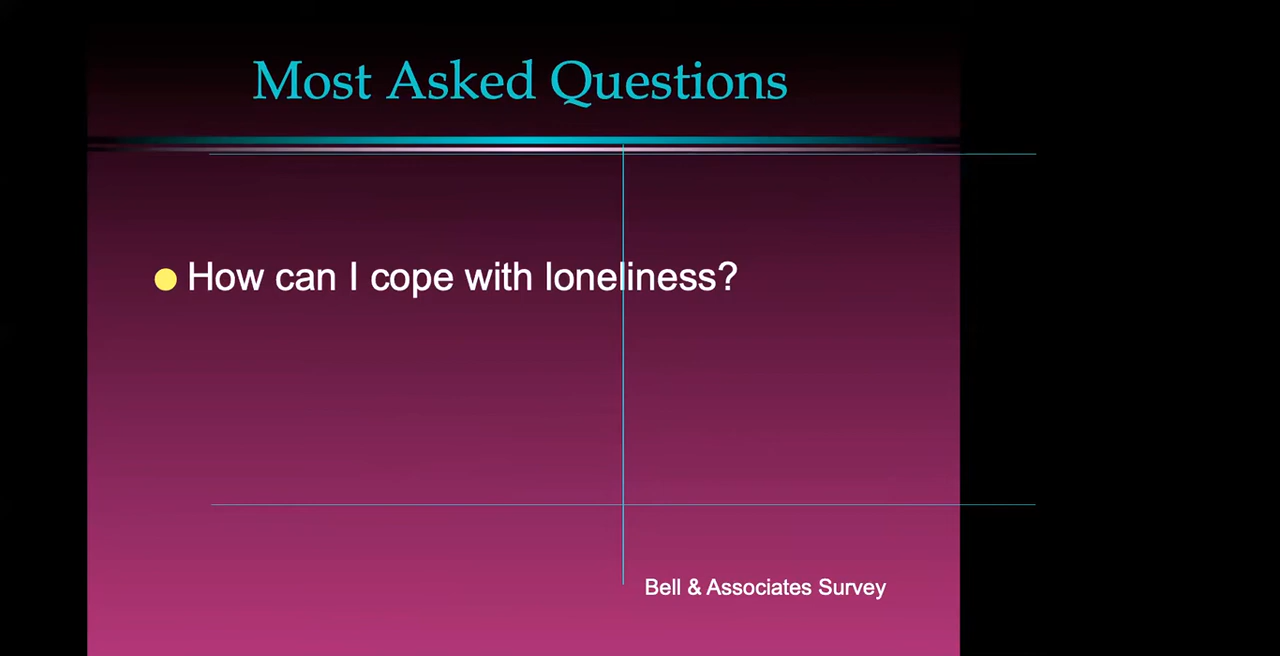 Most Asked Questions
How can I cope with loneliness?
Bell & Associates Survey